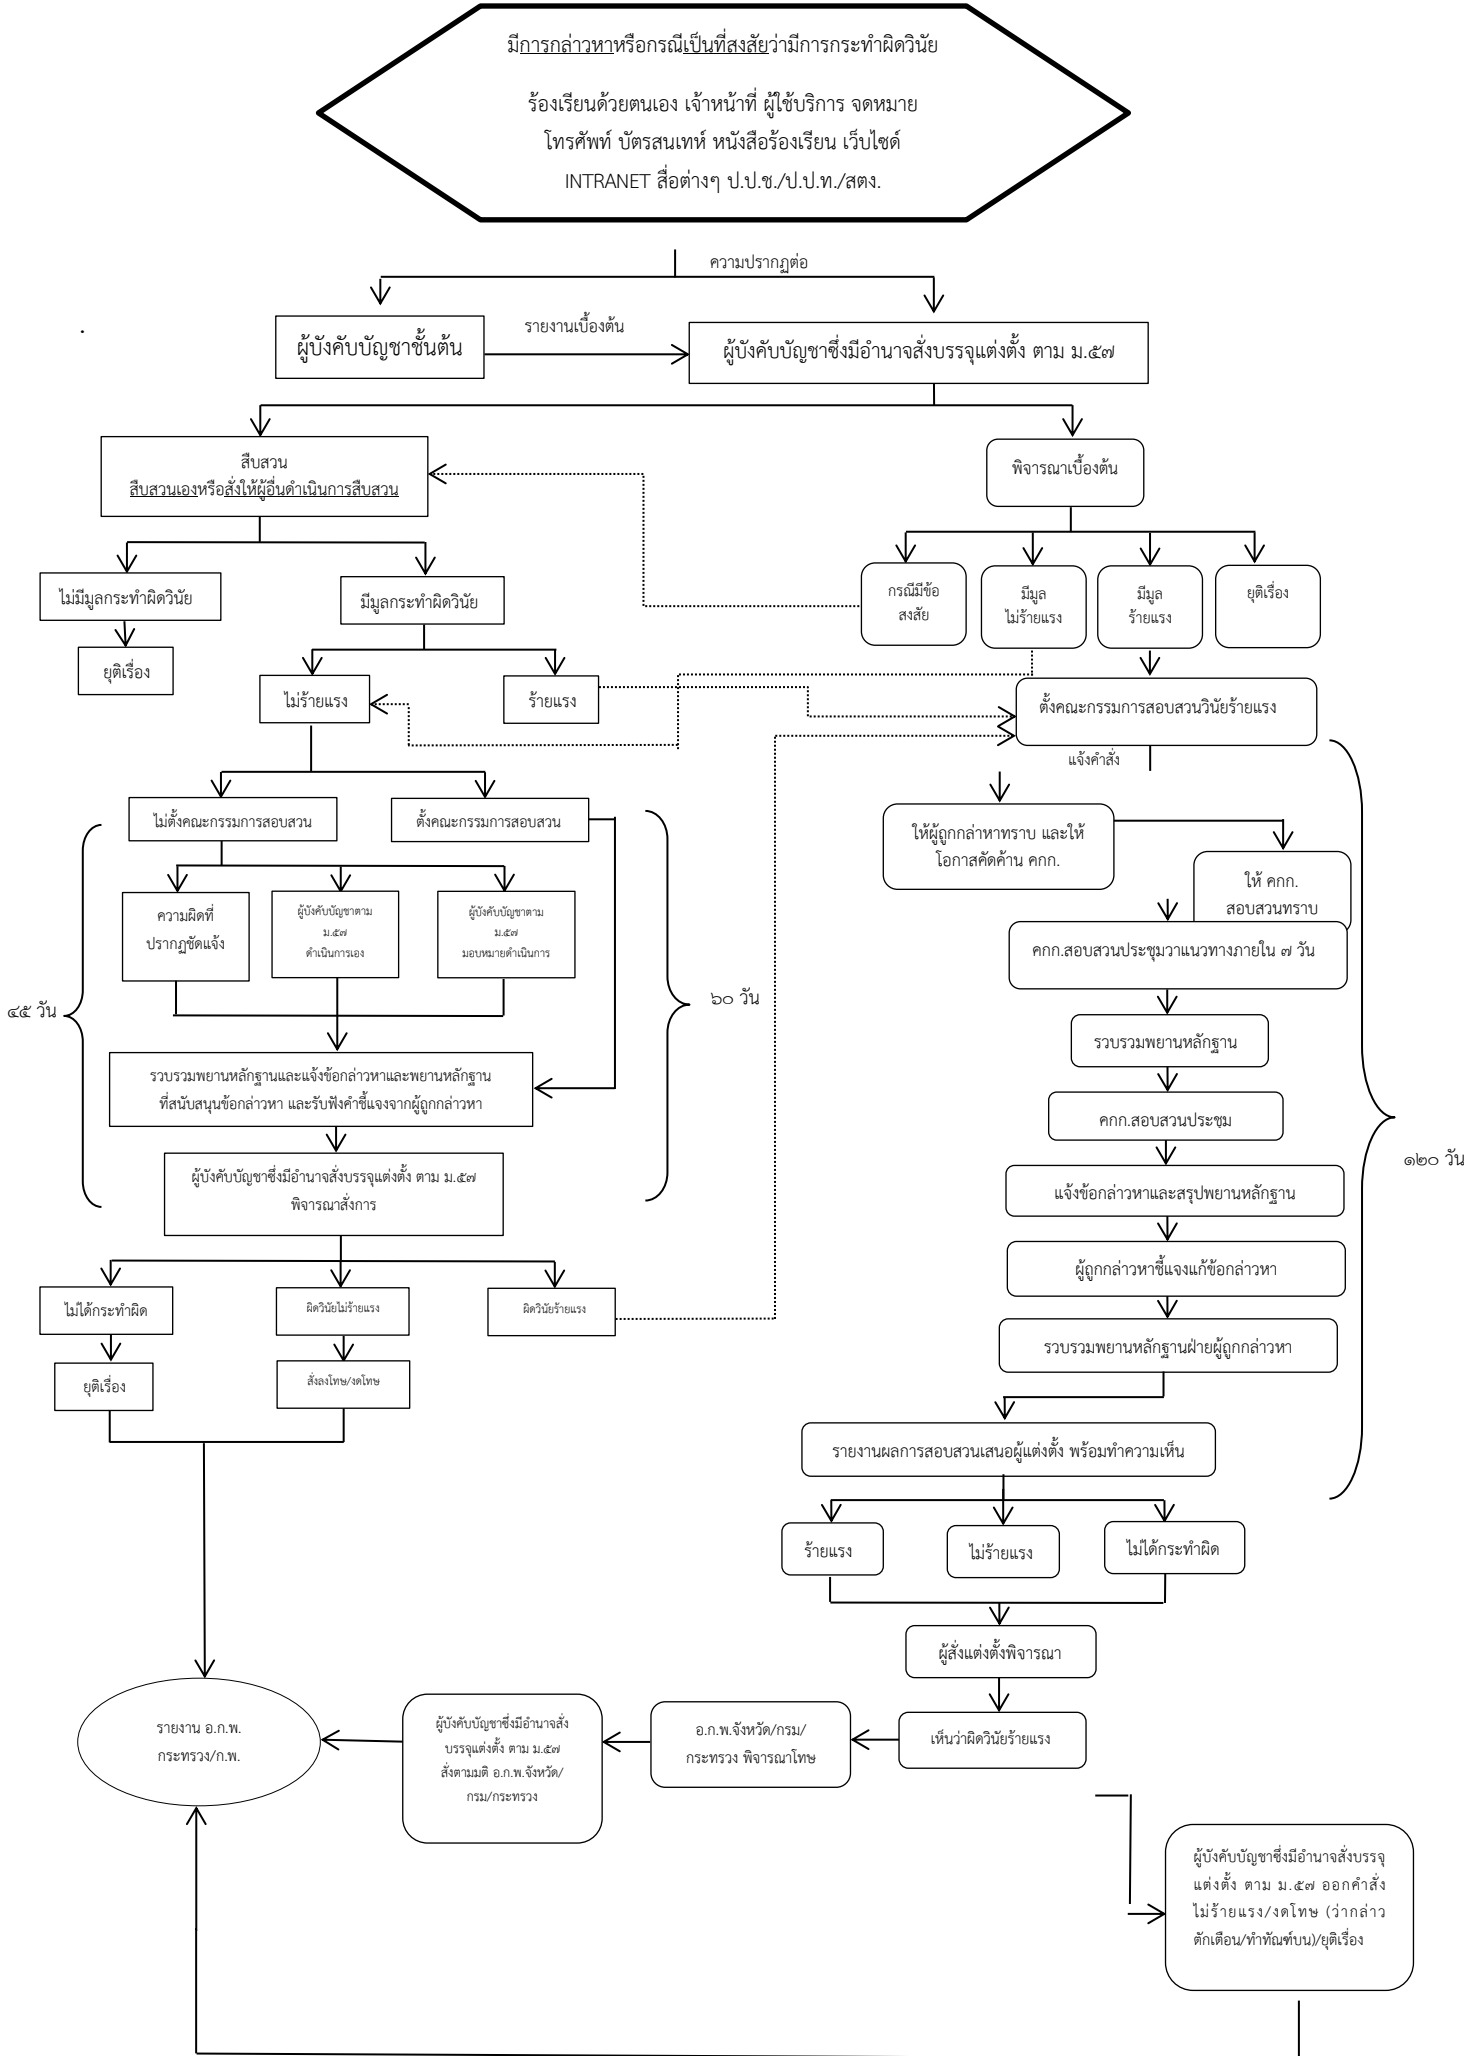 มีการกล่าวหาหรือกรณีเป็นที่สงสัยว่ามีการกระทำผิดวินัย
ร้องเรียนด้วยตนเอง เจ้าหน้าที่ ผู้ใช้บริการ จดหมาย
โทรศัพท์ บัตรสนเทห์ หนังสือร้องเรียน เว็บไซด์
INTRANET สื่อต่างๆ ป.ป.ช./ป.ป.ท./สตง.
ความปรากฏต่อ
ผู้บังคับบัญชาชั้นต้น
รายงานเบื้องต้น
ผู้บังคับบัญชาซึ่งมีอำนาจสั่งบรรจุแต่งตั้ง ตาม ม.๕๗
สืบสวน
สืบสวนเองหรือสั่งให้ผู้อื่นดำเนินการสืบสวน
พิจารณาเบื้องต้น
ไม่มีมูลกระทำผิดวินัย
มีมูลกระทำผิดวินัย
กรณีมีข้อ
สงสัย
มีมูล
ไม่ร้ายแรง
มีมูล
ร้ายแรง
ยุติเรื่อง
ยุติเรื่อง
ไม่ร้ายแรง
ร้ายแรง
ตั้งคณะกรรมการสอบสวนวินัยร้ายแรง
แจ้งคำสั่ง
ไม่ตั้งคณะกรรมการสอบสวน
ตั้งคณะกรรมการสอบสวน
ให้ผู้ถูกกล่าหาทราบ และให้
โอกาสคัดค้าน คกก.
ให้ คกก.
สอบสวนทราบ
ความผิดที่
ปรากฏชัดแจ้ง
ผู้บังคับบัญชาตาม
ม.๕๗
ดำเนินการเอง
ผู้บังคับบัญชาตาม
ม.๕๗
มอบหมายดำเนินการ
คกก.สอบสวนประชุมวาแนวทางภายใน ๗ วัน
๔๕ วัน
๖๐ วัน
รวบรวมพยานหลักฐาน
รวบรวมพยานหลักฐานและแจ้งข้อกล่าวหาและพยานหลักฐาน
ที่สนับสนุนข้อกล่าวหา และรับฟังคำชี้แจงจากผู้ถูกกล่าวหา
คกก.สอบสวนประชุม
๑๒๐ วัน
ผู้บังคับบัญชาซึ่งมีอำนาจสั่งบรรจุแต่งตั้ง ตาม ม.๕๗
พิจารณาสั่งการ
แจ้งข้อกล่าวหาและสรุปพยานหลักฐาน
ผู้ถูกกล่าวหาชี้แจงแก้ข้อกล่าวหา
ไม่ได้กระทำผิด
ผิดวินัยไม่ร้ายแรง
ผิดวินัยร้ายแรง
รวบรวมพยานหลักฐานฝ่ายผู้ถูกกล่าวหา
ยุติเรื่อง
สั่งลงโทษ/งดโทษ
รายงานผลการสอบสวนเสนอผู้แต่งตั้ง พร้อมทำความเห็น
ร้ายแรง
ไม่ร้ายแรง
ไม่ได้กระทำผิด
ผู้สั่งแต่งตั้งพิจารณา
เห็นว่าผิดวินัยร้ายแรง
อ.ก.พ.จังหวัด/กรม/
กระทรวง พิจารณาโทษ
ผู้บังคับบัญชาซึ่งมีอำนาจสั่ง
บรรจุแต่งตั้ง ตาม ม.๕๗
สั่งตามมติ อ.ก.พ.จังหวัด/
กรม/กระทรวง
รายงาน อ.ก.พ.
กระทรวง/ก.พ.
ผู้บังคับบัญชาซึ่งมีอำนาจสั่งบรรจุ
แต่งตั้ง ตาม ม.๕๗ ออกคำสั่ง
ไม่ร้ายแรง/งดโทษ (ว่ากล่าว
ตักเตือน/ทำทัณฑ์บน)/ยุติเรื่อง